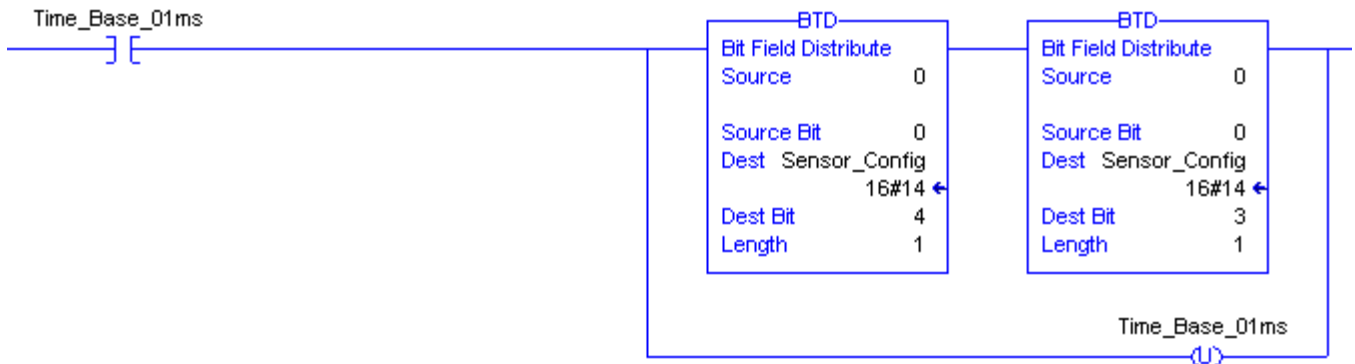 Time_Base_01ms
BTD
Bit Field Distribute
Source 0
Source Bit 0
Dest Sensor_Config
16#14
Dest Bit 4
Length 1
BTD
Bit Field Distribute
Source 0
Source Bit 0
Dest Sensor_Config
16#14
Dest Bit 3
Length 1
Time_Base_01ms
U